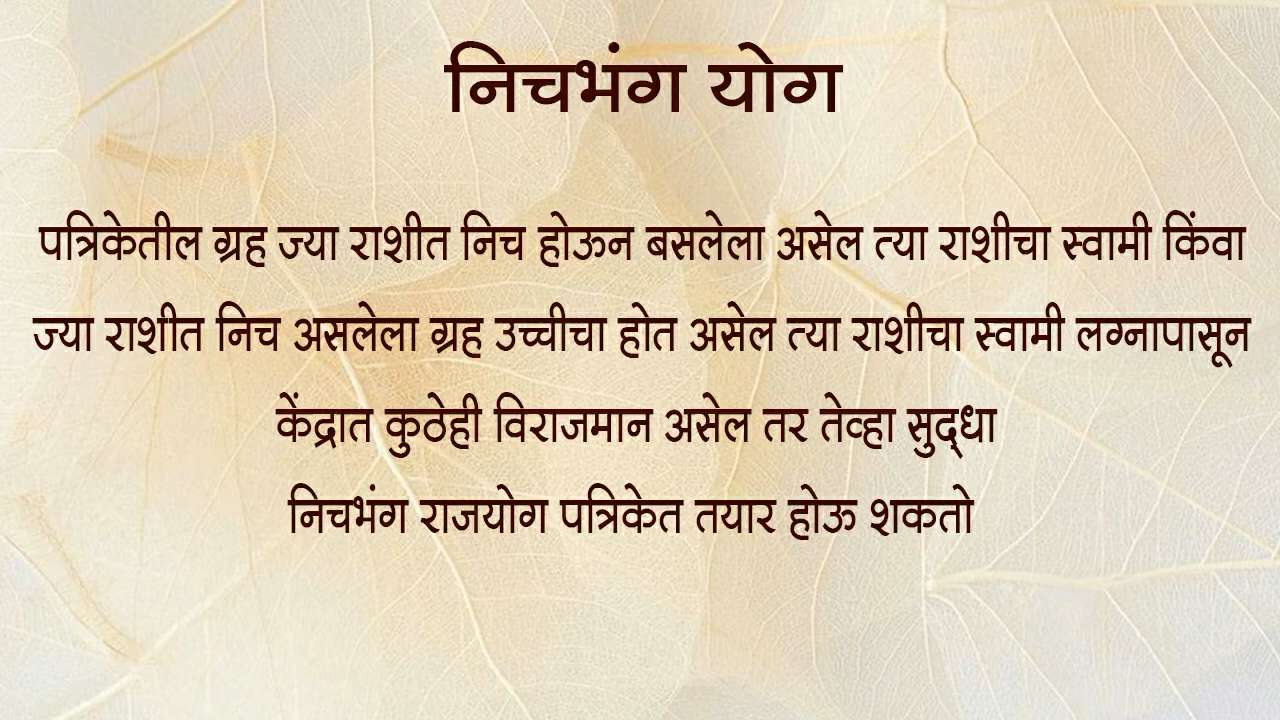 निचभंग योग
पत्रिकेतील ग्रह ज्या राशीत निच होऊन बसलेला असेल त्या राशीचा स्वामी किंवा
ज्या राशीत निच असलेला ग्रह उच्चीचा होत असेल त्या राशीचा स्वामी लग्नापासून
केंद्रात कुठेही विराजमान असेल तर तेव्हा सुद्धा
निचभंग राजयोग पत्रिकेत तयार होऊ शकतो